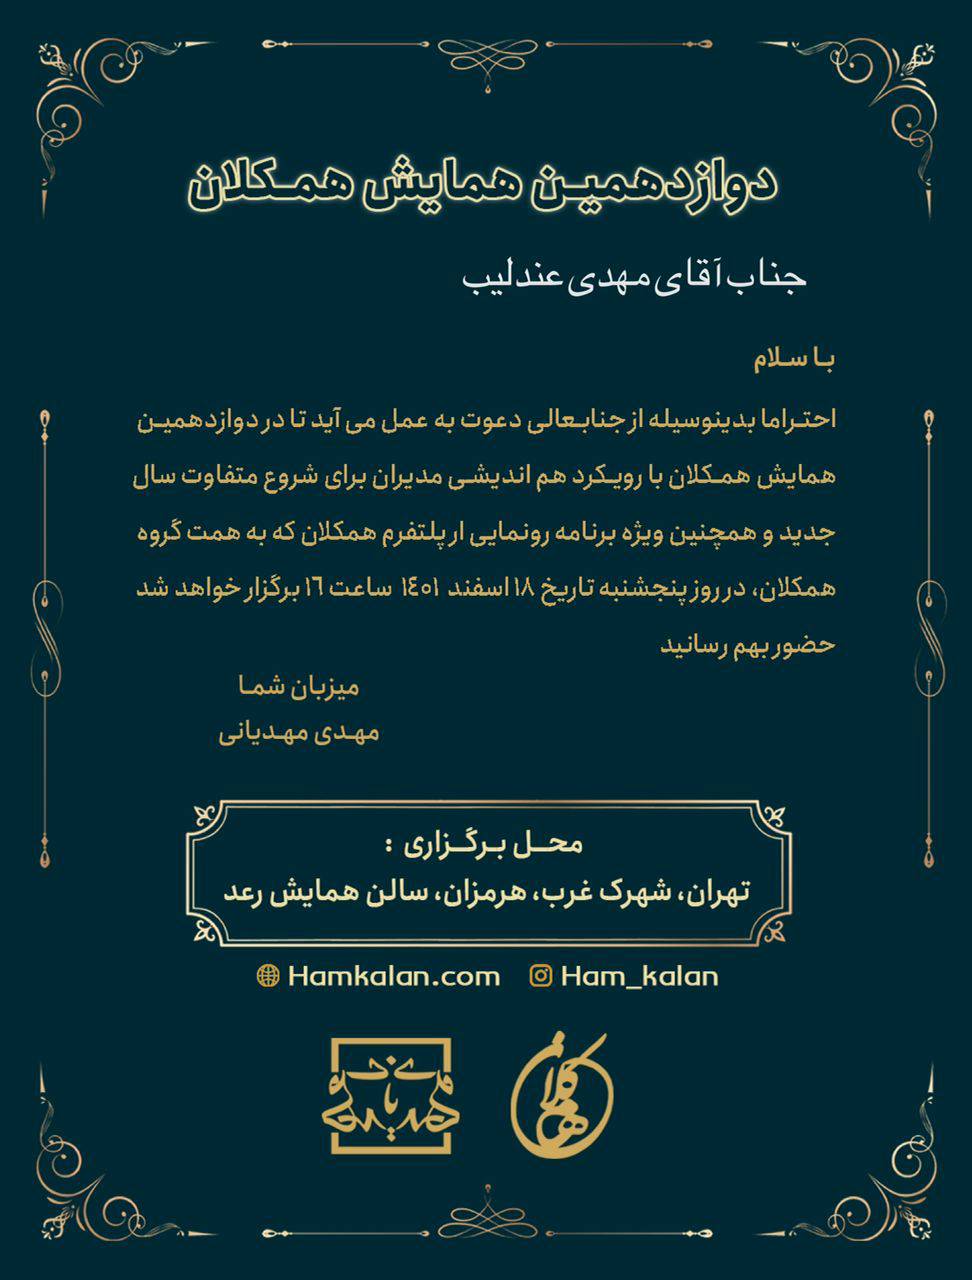 دوازدهمین همایش همکلان
جناب آقای مهدی عندلیب
با سلام
احتراما بدینوسیله از جنابعالی دعوت به عمل می آید تا در دوازدهمین
همایش همکلان با رویکرد هم اندیشی مدیران برای شروع متفاوت سال
جدید و همچنین ویژه برنامه رونمایی ار پلتفرم همکلان که به همت گروه
همکلان، در روز پنجشنبه تاریخ ۱۸ اسفند ۱۴۰۱ ساعت ۱۶ برگزار خواهد شد
حضور بهم رسانید
میزبان شما
مهدی مهدیانی
محل برگزاری :
تهران، شهرک غرب، هرمزان، سالن همایش رعد
Hamkalan.com Ham_kalan
همکلان